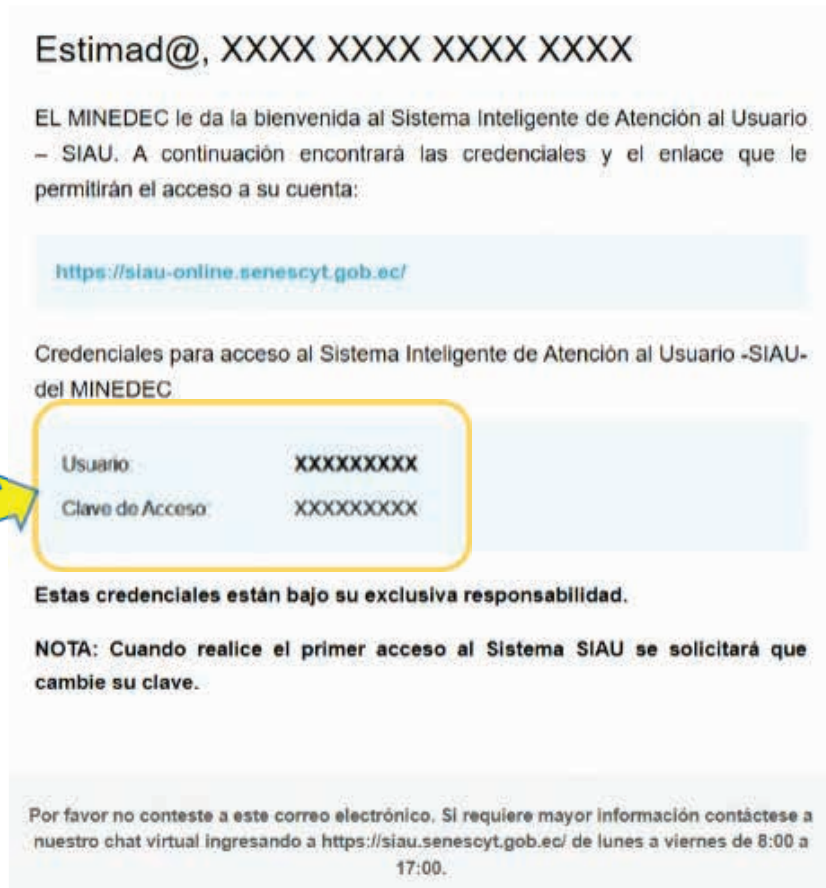 Estimad@, XXXX XXXX XXXX XXXX
EL MINEDEC le da la bienvenida al Sistema Inteligente de Atención al Usuario
– SIAU. A continuación encontrará las credenciales y el enlace que le
permitirán el acceso a su cuenta:
https://siau-online.senescyt.gob.ec/
Credenciales para acceso al Sistema Inteligente de Atención al Usuario -SIAU-
del MINEDEC
Usuario: XXXXXXXXX
Clave de Acceso: XXXXXXXXX
Estas credenciales están bajo su exclusiva responsabilidad.
NOTA: Cuando realice el primer acceso al Sistema SIAU se solicitará que
cambie su clave.
Por favor no conteste a este correo electrónico. Si requiere mayor información contáctese a
nuestro chat virtual ingresando a https://siau.senescyt.gob.ec/ de lunes a viernes de 8:00 a
17:00.